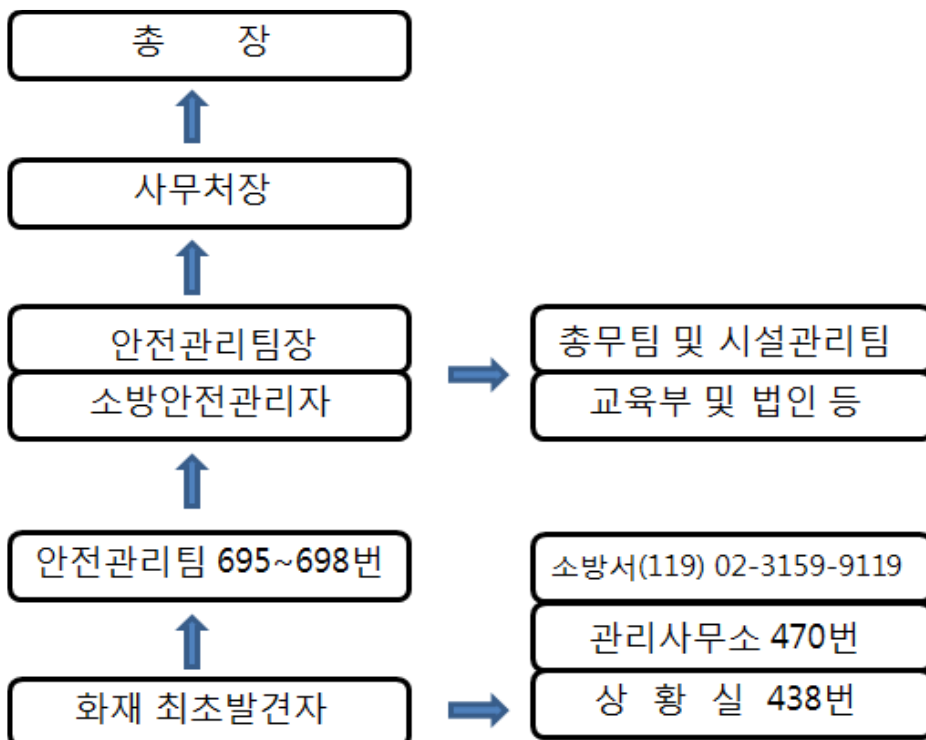 총 장
사무처장
안전관리팀장
소방안전관리자
총무팀 및 시설관리팀
교육부 및 법인 등
안전관리팀 695~698번
소방서(119) 02-3159-9119
관리사무소 470번
화재 최초발견자
상 황 실 438번